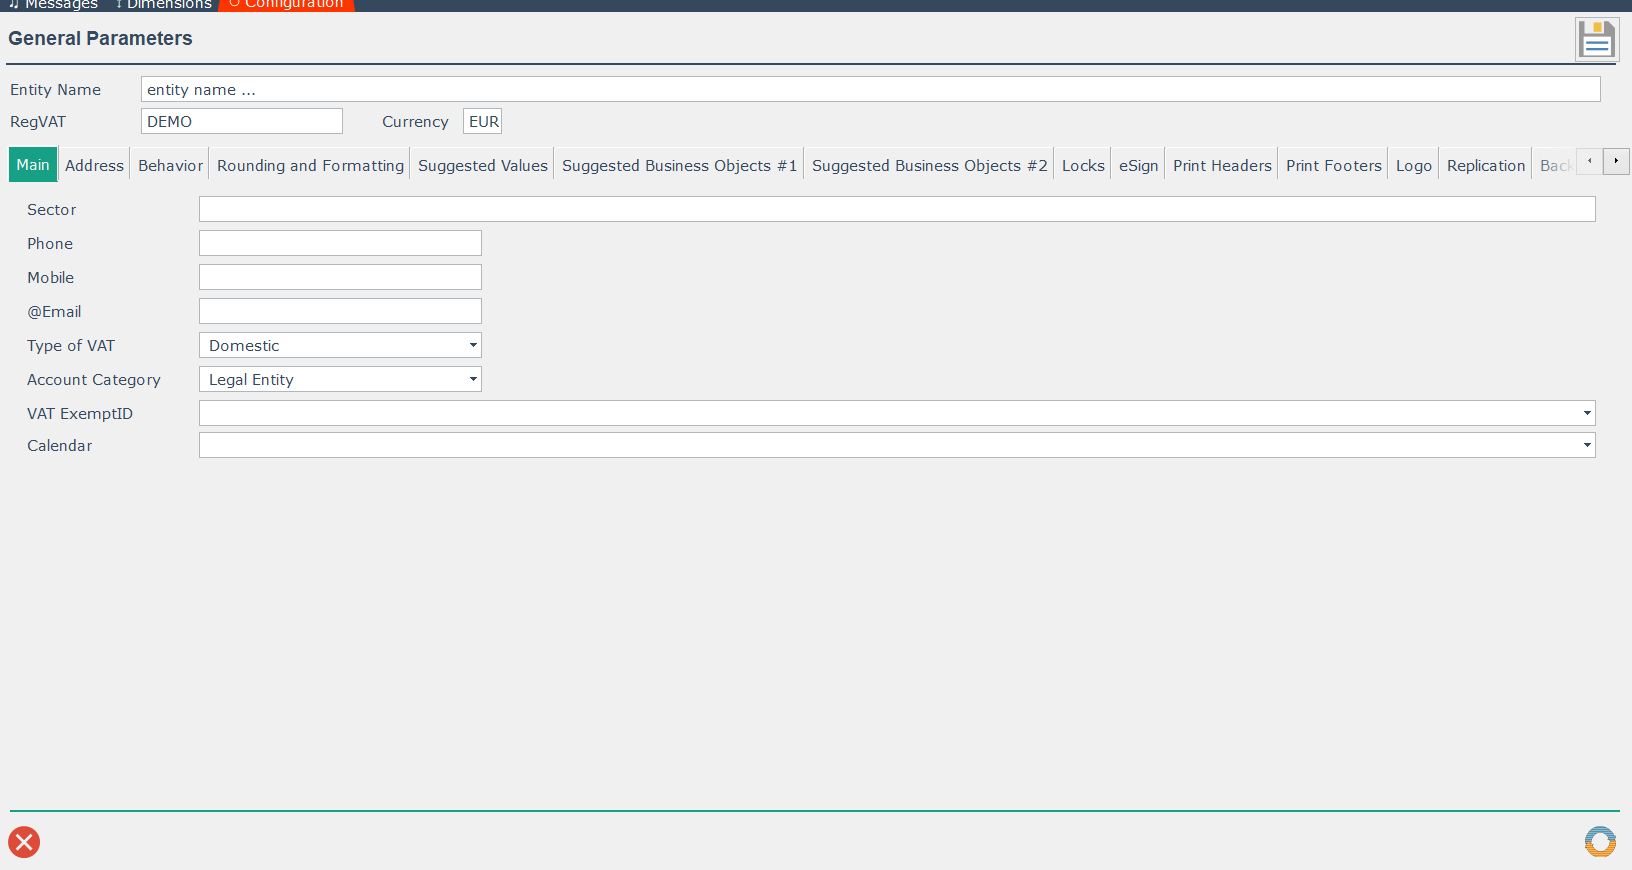 Messages Dimensions Configuration
General Parameters
Entity Name entity name ...
RegVAT DEMO Currency EUR
Main Address Behavior Rounding and Formatting Suggested Values Suggested Business Objects #1 Suggested Business Objects #2 Locks eSign Print Headers Print Footers Logo Replication Back
Sector
Phone
Mobile
@Email
Type of VAT Domestic
Account Category Legal Entity
VAT ExemptID
Calendar